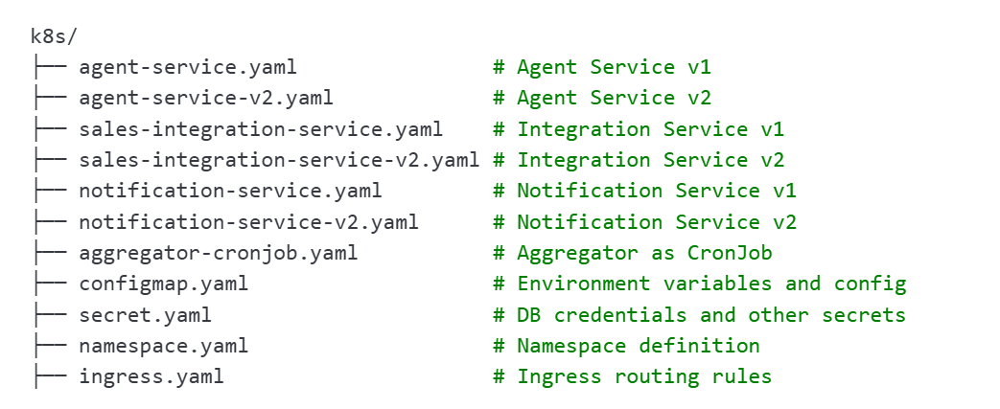 k8s/
├── agent-service.yaml                # Agent Service v1
├── agent-service-v2.yaml             # Agent Service v2
├── sales-integration-service.yaml    # Integration Service v1
├── sales-integration-service-v2.yaml # Integration Service v2
├── notification-service.yaml         # Notification Service v1
├── notification-service-v2.yaml      # Notification Service v2
├── aggregator-cronjob.yaml           # Aggregator as CronJob
├── configmap.yaml                    # Environment variables and config
├── secret.yaml                       # DB credentials and other secrets
├── namespace.yaml                    # Namespace definition
├── ingress.yaml                      # Ingress routing rules